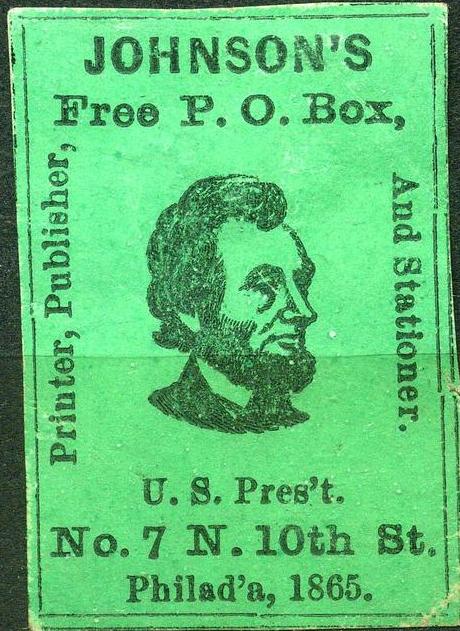 JOHNSON'S
Free P. O. Box,
Printer, Publisher,
And Stationer.
U. S. Pres't.
No. 7 N. 10th St.
Philad'a, 1865.